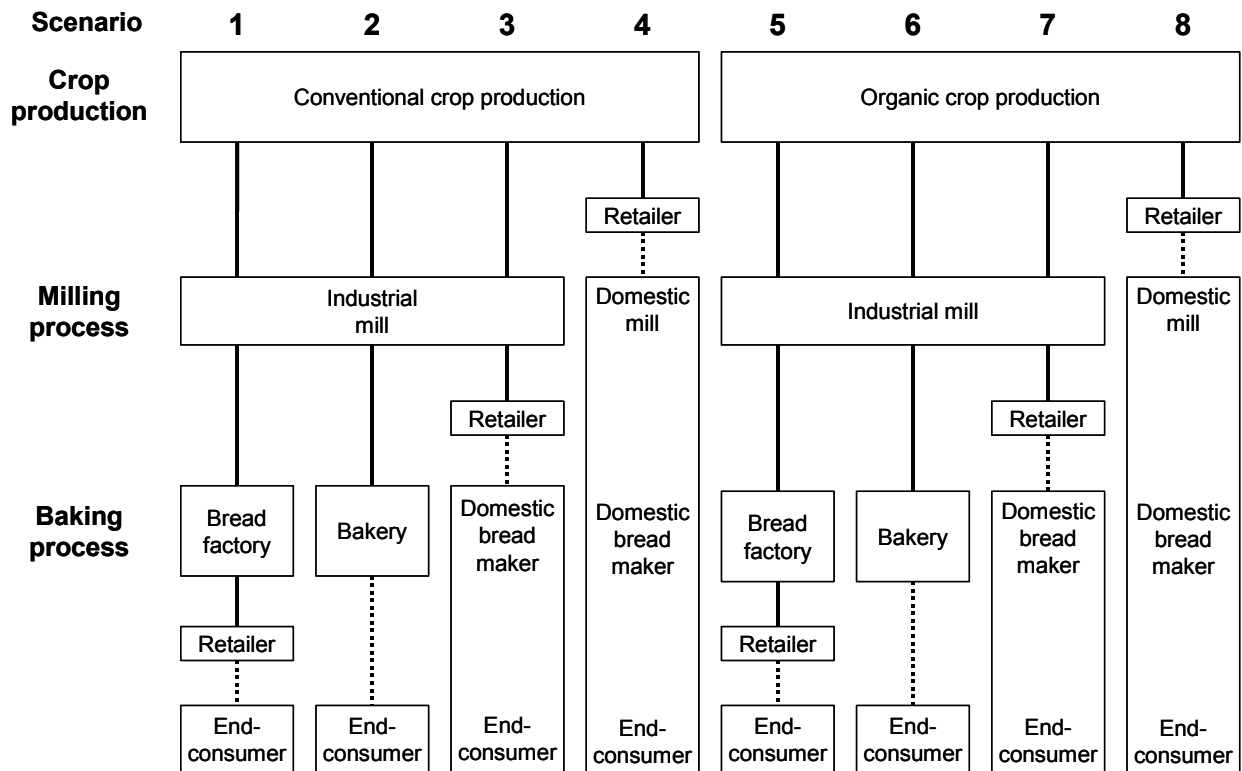 Scenario 1 2 3 4 5 6 7 8
Crop
production
Conventional crop production
Organic crop production
Retailer
Retailer
Milling
process
Industrial
mill
Domestic
mill
Industrial mill
Domestic
mill
Retailer
Retailer
Baking
process
Bread
factory
Bakery
Domestic
bread
maker
Domestic
bread
maker
Bread
factory
Bakery
Domestic
bread
maker
Domestic
bread
maker
Retailer
Retailer
End-
consumer
End-
consumer
End-
consumer
End-
consumer
End-
consumer
End-
consumer
End-
consumer
End-
consumer